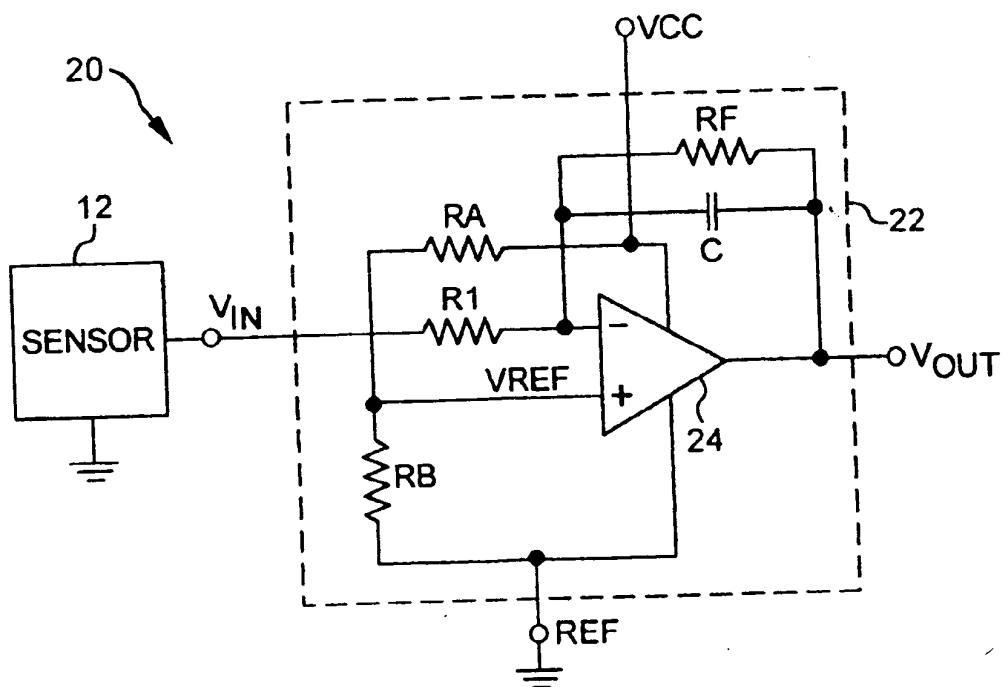 VCC
20
RF
12
RA
C
22
R1
SENSOR
VIN
VREF
VOUT
24
RB
REF